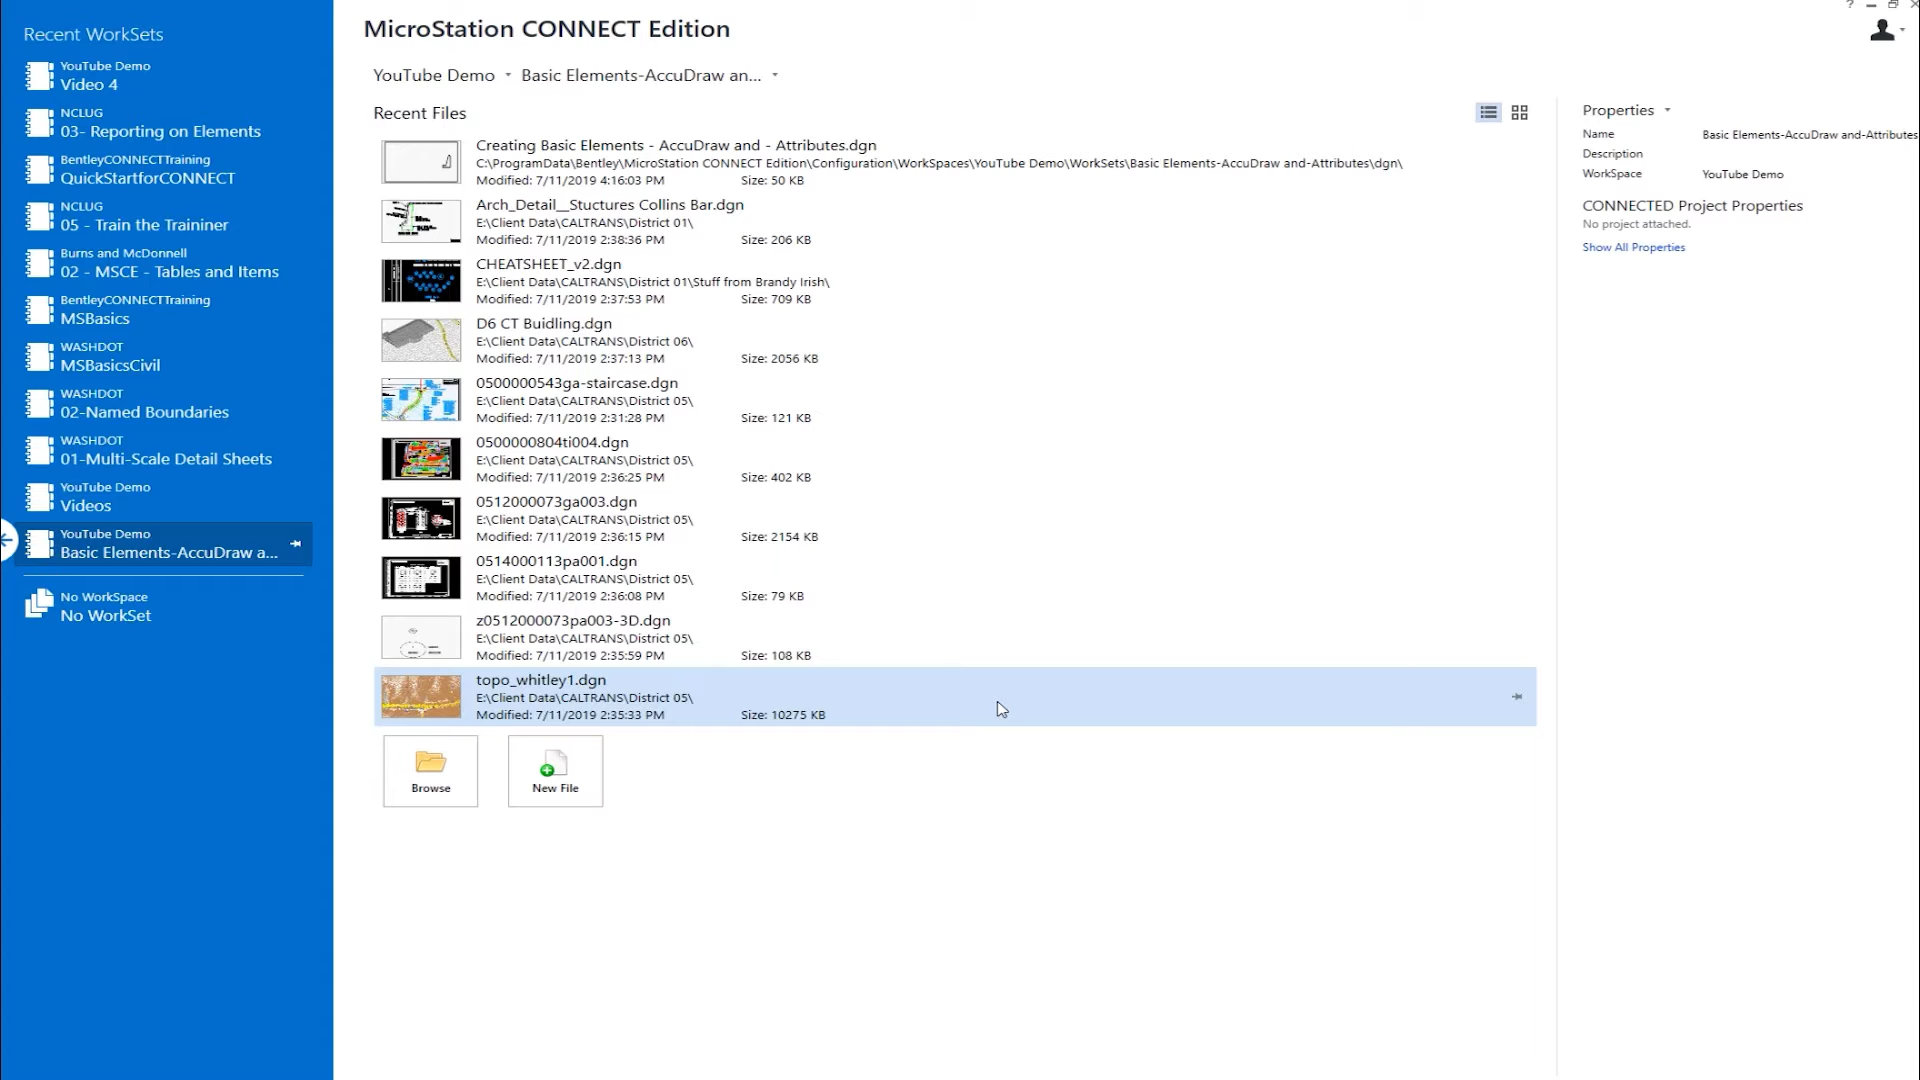 Recent WorkSets
YouTube Demo
Video 4
NCLUG
03- Reporting on Elements
BentleyCONNECTTraining
QuickStartforCONNECT
NCLUG
05 - Train the Traininer
Burns and McDonnell
02 - MSCE - Tables and Items
BentleyCONNECTTraining
MSBasics
WASHDOT
MSBasicsCivil
WASHDOT
02-Named Boundaries
WASHDOT
01-Multi-Scale Detail Sheets
YouTube Demo
Videos
YouTube Demo
Basic Elements-AccuDraw a...
No WorkSpace
No WorkSet
MicroStation CONNECT Edition
YouTube Demo Basic Elements-AccuDraw an...
Recent Files
Creating Basic Elements - AccuDraw and - Attributes.dgn
C:\ProgramData\Bentley\MicroStation CONNECT Edition\Configuration\WorkSpaces\YouTube Demo\WorkSets\Basic Elements-AccuDraw and-Attributes\dgn\
Modified: 7/11/2019 4:16:03 PM Size: 50 KB
Arch_Detail__Stuctures Collins Bar.dgn
E:\Client Data\CALTRANS\District 01\
Modified: 7/11/2019 2:38:36 PM Size: 206 KB
CHEATSHEET_v2.dgn
E:\Client Data\CALTRANS\District 01\Stuff from Brandy Irish\
Modified: 7/11/2019 2:37:53 PM Size: 709 KB
D6 CT Buidling.dgn
E:\Client Data\CALTRANS\District 06\
Modified: 7/11/2019 2:37:13 PM Size: 2056 KB
0500000543ga-staircase.dgn
E:\Client Data\CALTRANS\District 05\
Modified: 7/11/2019 2:31:28 PM Size: 121 KB
0500000804ti004.dgn
E:\Client Data\CALTRANS\District 05\
Modified: 7/11/2019 2:36:25 PM Size: 402 KB
0512000073ga003.dgn
E:\Client Data\CALTRANS\District 05\
Modified: 7/11/2019 2:36:15 PM Size: 2154 KB
0514000113pa001.dgn
E:\Client Data\CALTRANS\District 05\
Modified: 7/11/2019 2:36:08 PM Size: 79 KB
z0512000073pa003-3D.dgn
E:\Client Data\CALTRANS\District 05\
Modified: 7/11/2019 2:35:59 PM Size: 108 KB
topo_whitley1.dgn
E:\Client Data\CALTRANS\District 05\
Modified: 7/11/2019 2:35:33 PM Size: 10275 KB
Browse
New File
?
Properties
Name Basic Elements-AccuDraw and-Attributes
Description
WorkSpace YouTube Demo
CONNECTED Project Properties
No project attached.
Show All Properties